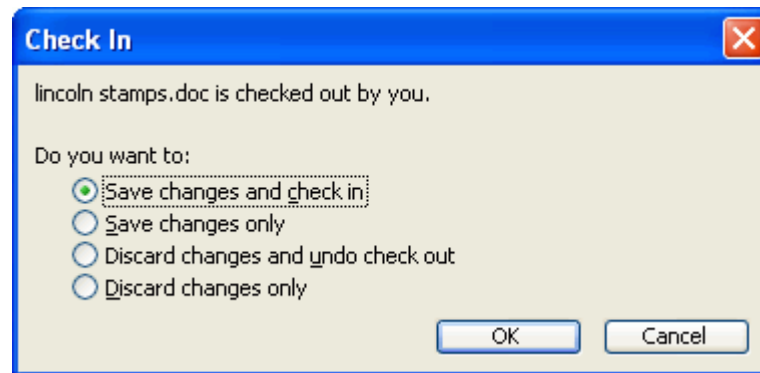 Check In
lincoln stamps.doc is checked out by you.
Do you want to:
Save changes and check in
Save changes only
Discard changes and undo check out
Discard changes only
OK Cancel